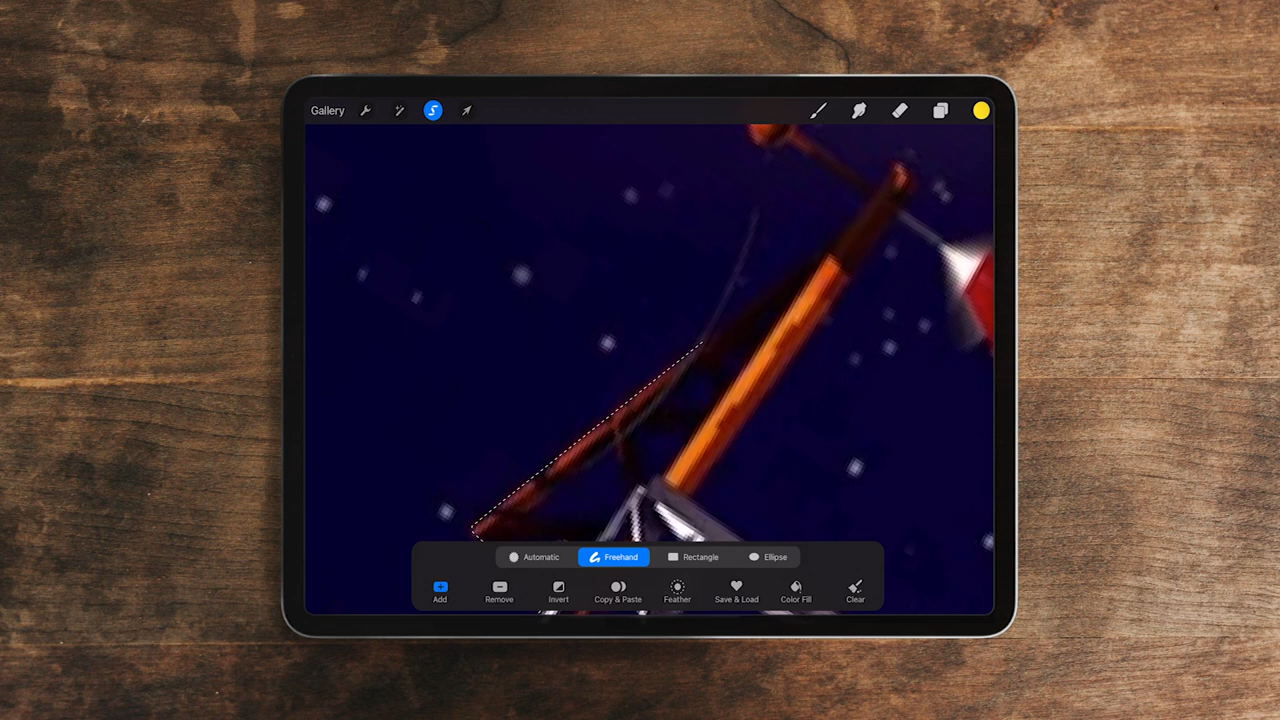 Gallery
Automatic Freehand Rectangle Ellipse
Add Remove Invert Copy & Paste Feather Save & Load Color Fill Clear